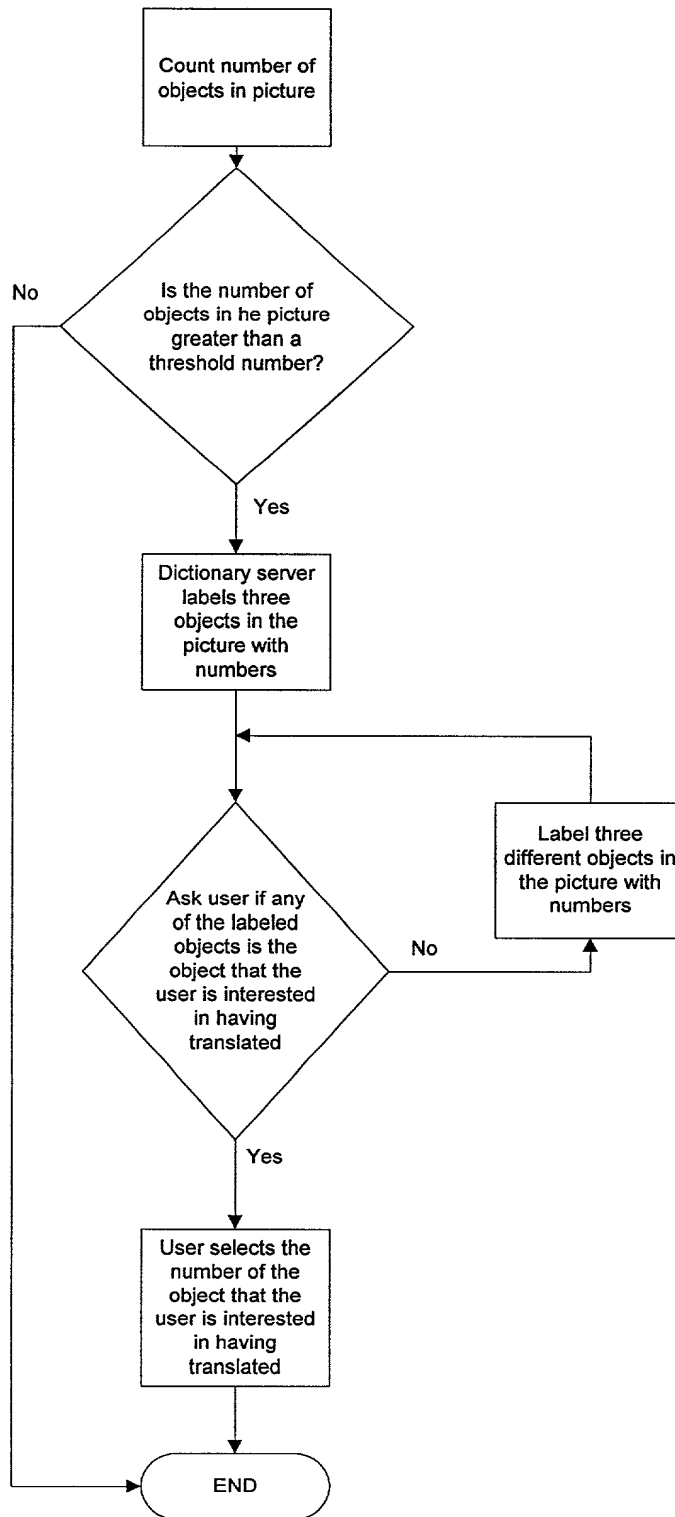 Count number of
objects in picture
No
Is the number of
objects in he picture
greater than a
threshold number?
Yes
Dictionary server
labels three
objects in the
picture with
numbers
Label three
different objects in
the picture with
numbers
Ask user if any
of the labeled
objects is the
object that the
user is interested
in having
translated
No
Yes
User selects the
number of the
object that the
user is interested
in having
translated
END